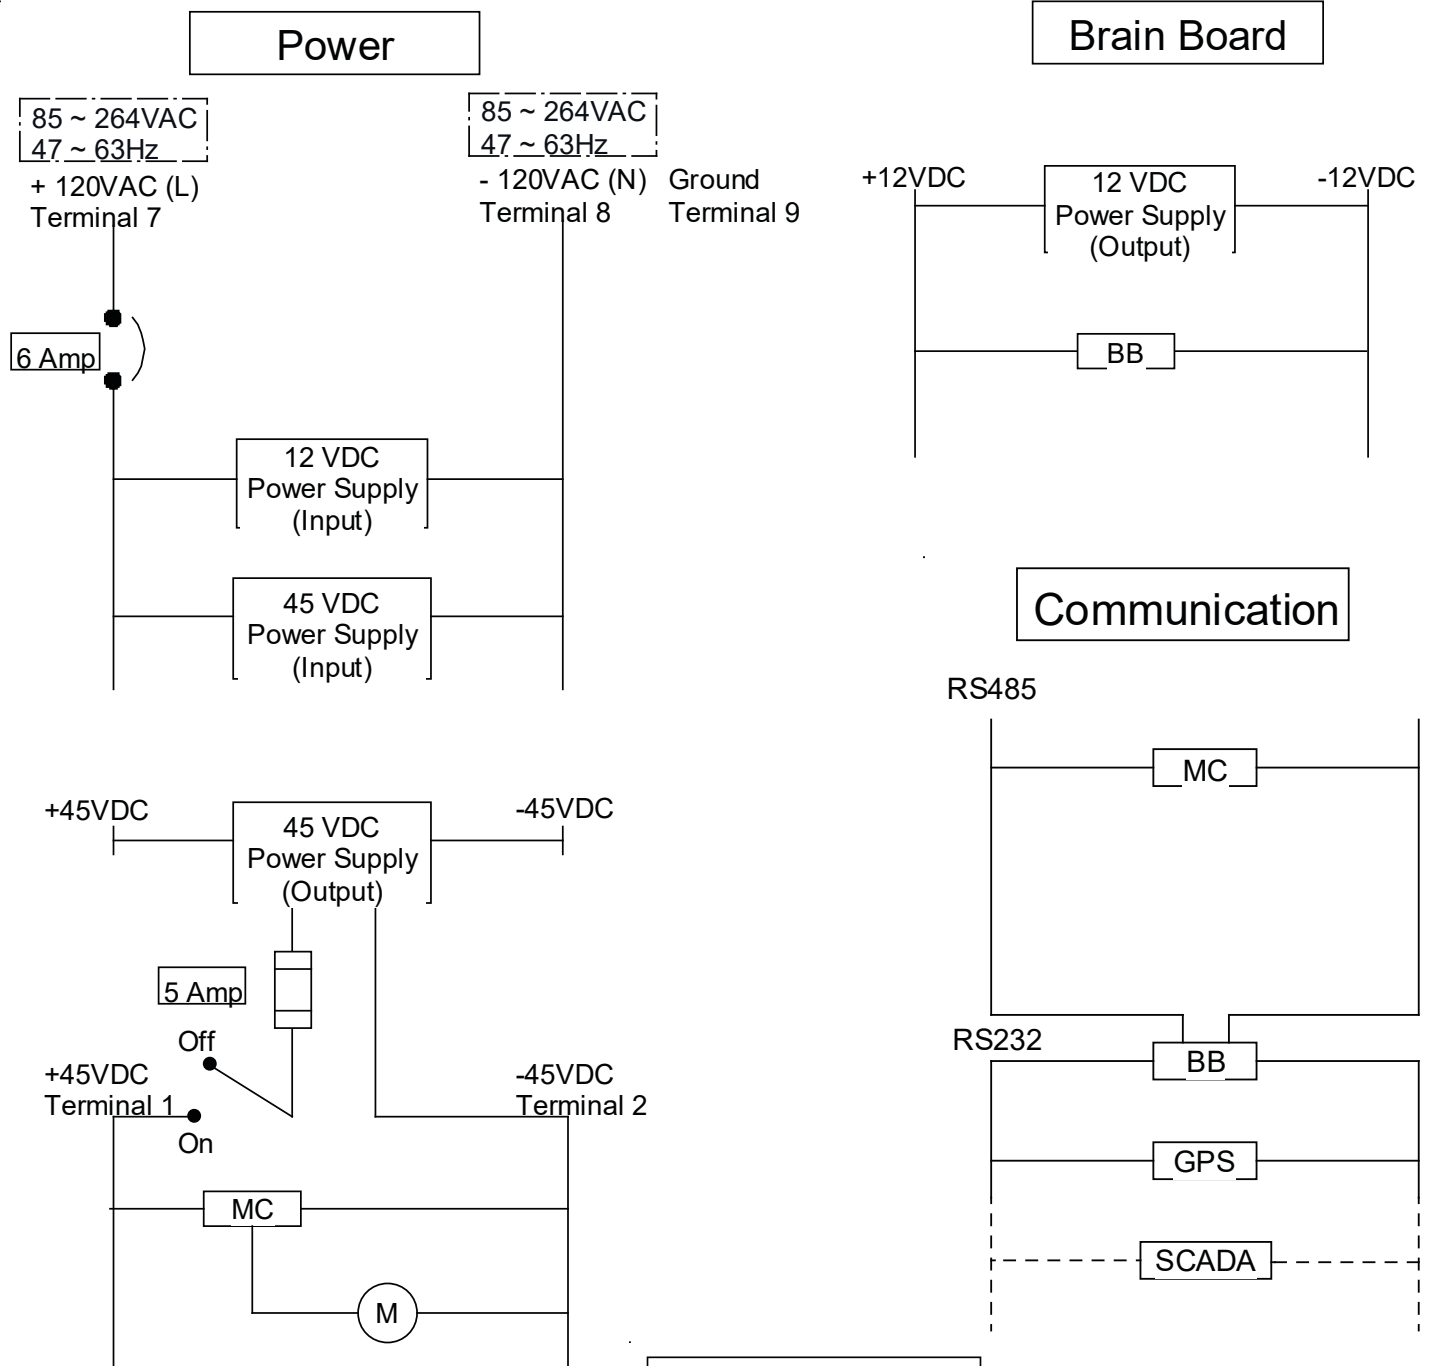 Power
85 ~ 264VAC
47 ~ 63Hz
+ 120VAC (L)
Terminal 7
85 ~ 264VAC
47 ~ 63Hz
- 120VAC (N)
Terminal 8
Ground
Terminal 9
6 Amp
12 VDC
Power Supply
(Input)
45 VDC
Power Supply
(Input)
+45VDC
45 VDC
Power Supply
(Output)
-45VDC
5 Amp
Off
+45VDC
Terminal 1
On
-45VDC
Terminal 2
MC
M
Brain Board
+12VDC
12 VDC
Power Supply
(Output)
-12VDC
BB
Communication
RS485
MC
RS232
BB
GPS
SCADA